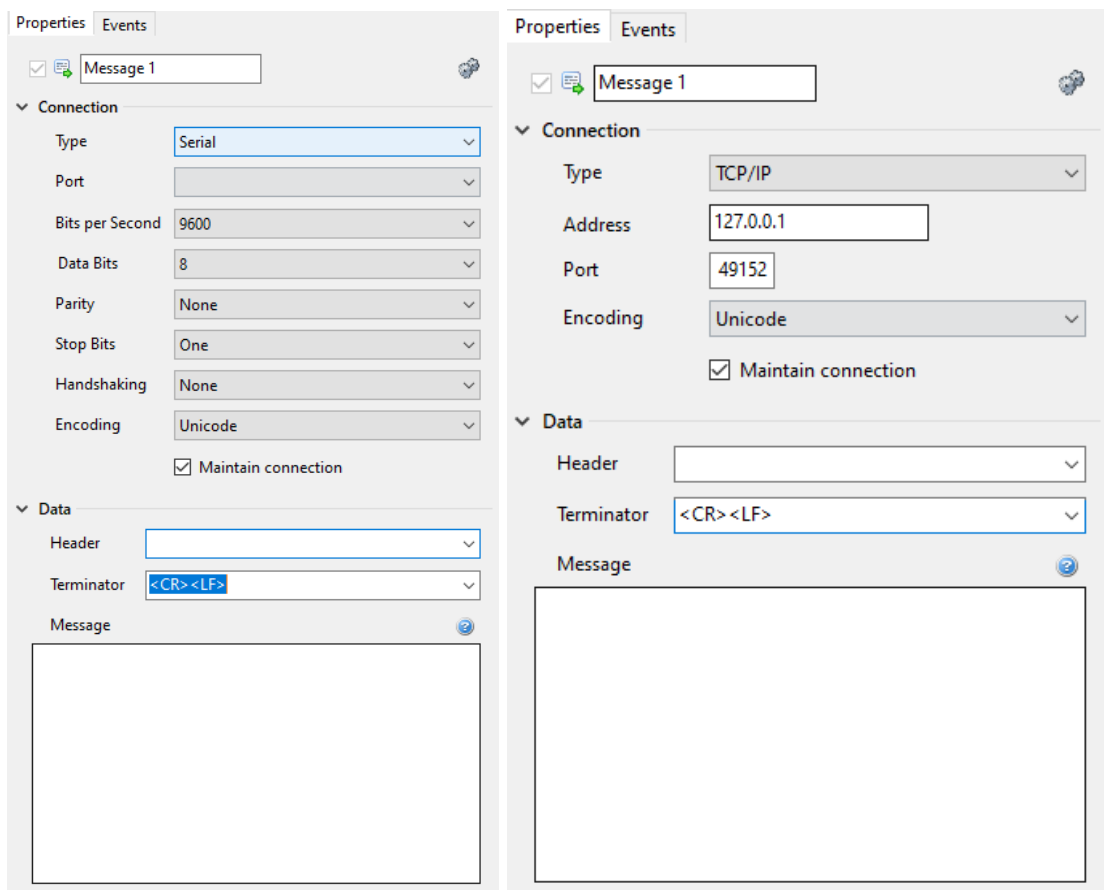 Properties Events
Message 1
Connection
Type Serial
Port
Bits per Second 9600
Data Bits 8
Parity None
Stop Bits One
Handshaking None
Encoding Unicode
Maintain connection
Data
Header
Terminator <CR><LF>
Message
Properties Events
Message 1
Connection
Type TCP/IP
Address 127.0.0.1
Port 49152
Encoding Unicode
Maintain connection
Data
Header
Terminator <CR><LF>
Message